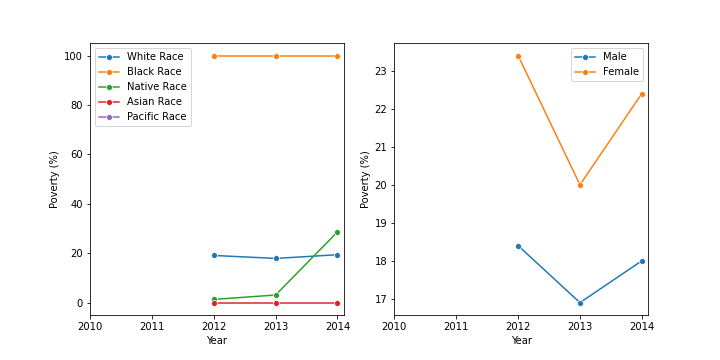 White Race
Black Race
Native Race
Asian Race
Pacific Race
100
80
60
40
20
0
Poverty (%)
2010 2011 2012 2013 2014
Year
Male
Female
23
22
21
20
19
18
17
Poverty (%)
2010 2011 2012 2013 2014
Year